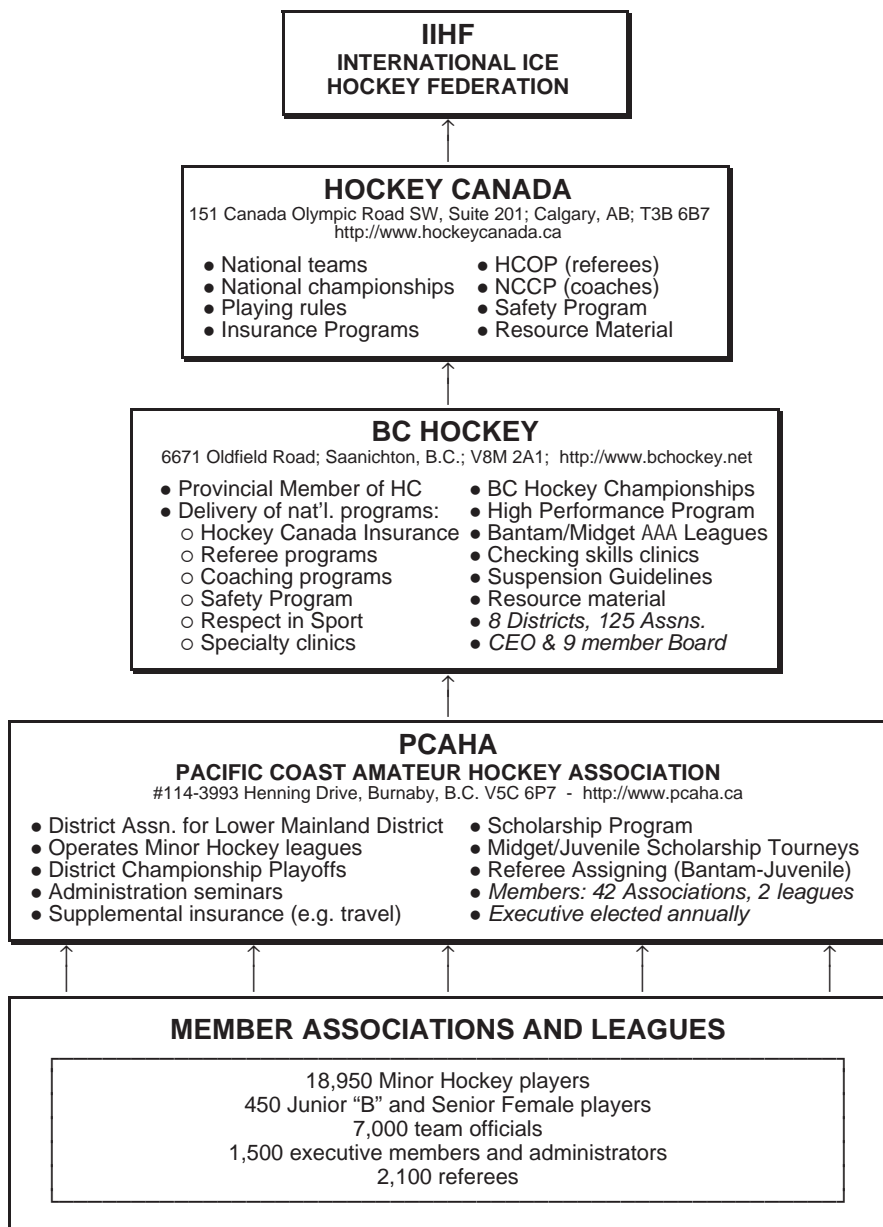 IIHF
INTERNATIONAL ICE
HOCKEY FEDERATION
HOCKEY CANADA
151 Canada Olympic Road SW, Suite 201; Calgary, AB; T3B 6B7
http://www.hockeycanada.ca
● National teams
● National championships
● Playing rules
● Insurance Programs
● HCOP (referees)
● NCCP (coaches)
● Safety Program
● Resource Material
BC HOCKEY
6671 Oldfield Road; Saanichton, B.C.; V8M 2A1; http://www.bchockey.net
● Provincial Member of HC
● Delivery of nat'l. programs:
○ Hockey Canada Insurance
○ Referee programs
○ Coaching programs
○ Safety Program
○ Respect in Sport
○ Specialty clinics
● BC Hockey Championships
● High Performance Program
● Bantam/Midget AAA Leagues
● Checking skills clinics
● Suspension Guidelines
● Resource material
● 8 Districts, 125 Assns.
● CEO & 9 member Board
PCAHA
PACIFIC COAST AMATEUR HOCKEY ASSOCIATION
#114-3993 Henning Drive, Burnaby, B.C. V5C 6P7 - http://www.pcaha.ca
● District Assn. for Lower Mainland District
● Operates Minor Hockey leagues
● District Championship Playoffs
● Administration seminars
● Supplemental insurance (e.g. travel)
● Scholarship Program
● Midget/Juvenile Scholarship Tourneys
● Referee Assigning (Bantam-Juvenile)
● Members: 42 Associations, 2 leagues
● Executive elected annually
MEMBER ASSOCIATIONS AND LEAGUES
18,950 Minor Hockey players
450 Junior “B” and Senior Female players
7,000 team officials
1,500 executive members and administrators
2,100 referees